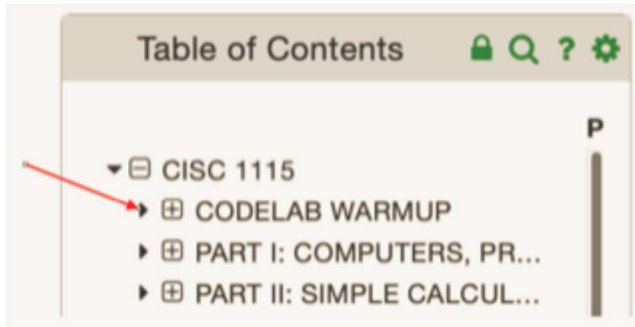 Table of Contents ?
P
CISC 1115
CODELAB WARMUP
PART I: COMPUTERS, PR...
PART II: SIMPLE CALCUL...